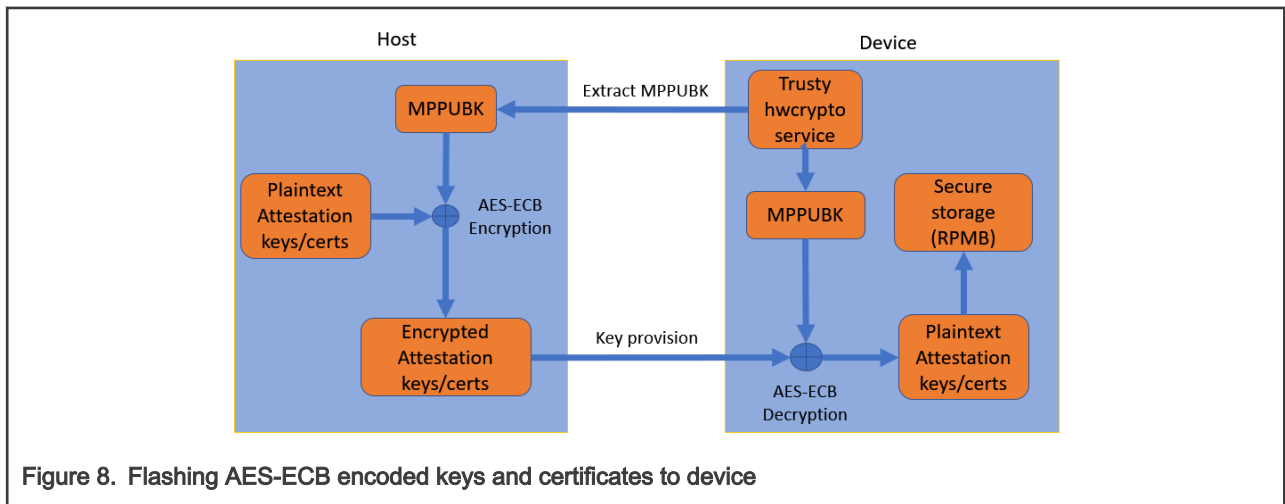 Host
Device
MPPUBK
Extract MPPUBK
Trusty
hwcrypto
service
Plaintext
Attestation
keys/certs
AES-ECB
Encryption
MPPUBK
Secure
storage
(RPMB)
Encrypted
Attestation
keys/certs
Key provision
AES-ECB
Decryption
Plaintext
Attestation
keys/certs
Figure 8. Flashing AES-ECB encoded keys and certificates to device